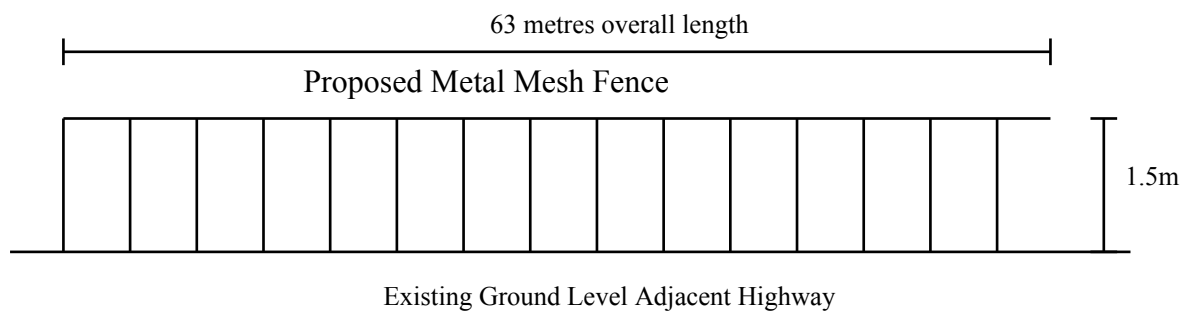 63 metres overall length
Proposed Metal Mesh Fence
1.5m
Existing Ground Level Adjacent Highway